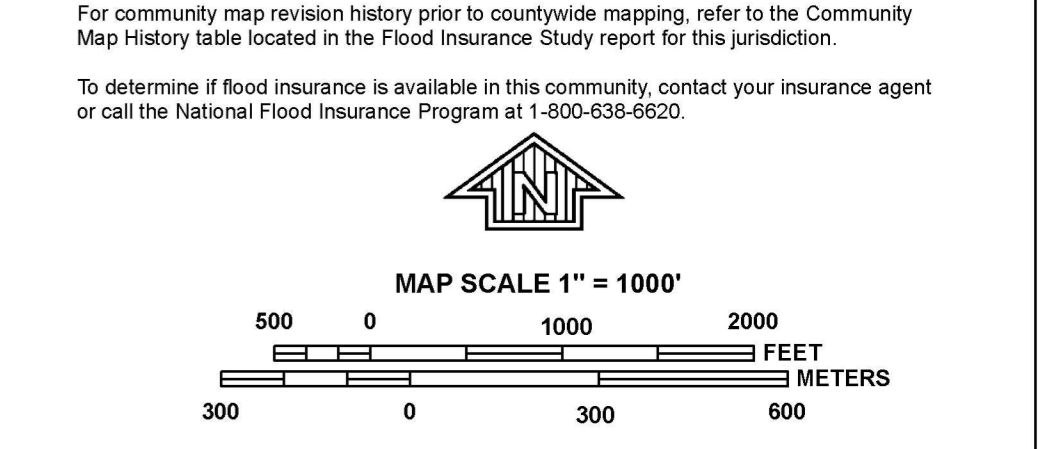 For community map revision history prior to countywide mapping, refer to the Community
Map History table located in the Flood Insurance Study report for this jurisdiction.
To determine if flood insurance is available in this community, contact your insurance agent
or call the National Flood Insurance Program at 1-800-638-6620.
N
MAP SCALE 1" = 1000'
500 0 1000 2000
FEET
METERS
300 0 300 600